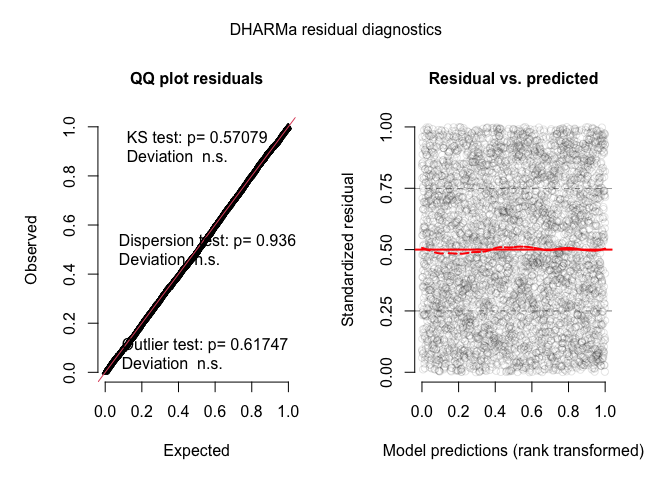 DHARMa residual diagnostics
QQ plot residuals
KS test: p= 0.57079
Deviation n.s.
Dispersion test: p= 0.936
Deviation n.s.
Outlier test: p= 0.61747
Deviation n.s.
Observed
0.0 0.2 0.4 0.6 0.8 1.0
0.0 0.2 0.4 0.6 0.8 1.0
Expected
Residual vs. predicted
Standardized residual
0.00 0.25 0.50 0.75 1.00
0.0 0.2 0.4 0.6 0.8 1.0
Model predictions (rank transformed)